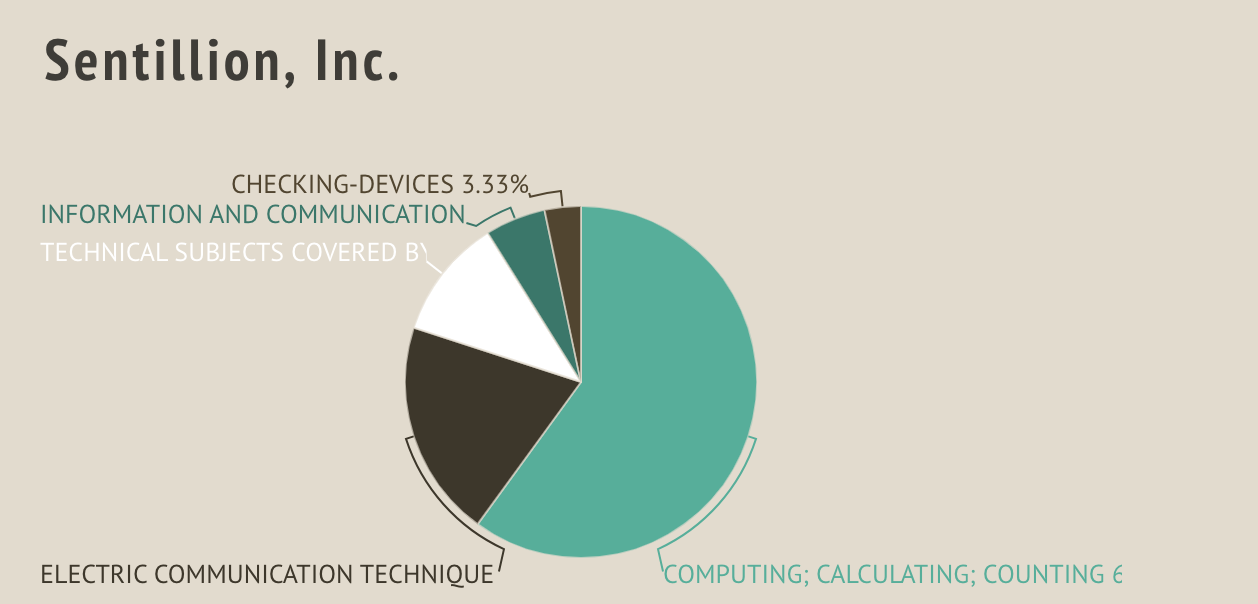 Sentillion, Inc.
CHECKING-DEVICES 3.33%
INFORMATION AND COMMUNICATION
TECHNICAL SUBJECTS COVERED BY
ELECTRIC COMMUNICATION TECHNIQUE
COMPUTING; CALCULATING; COUNTING 6